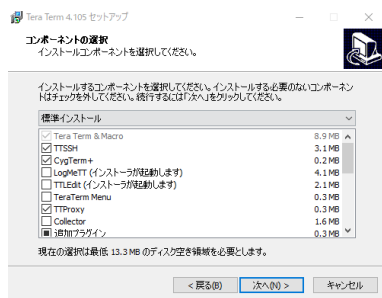 Tera Term 4.105 セットアップ
コンポーネントの選択
インストールコンポーネントを選択してください。
インストールするコンポーネントを選択してください。インストールする必要のないコンポーネン
トはチェックを外してください。続行するには「次へ」をクリックしてください。
標準インストール
Tera Term & Macro 8.9 MB
TTSSH 3.1 MB
CygTerm+ 0.2 MB
LogMeTT (インストーラが起動します) 4.1 MB
TTLEdit (インストーラが起動します) 2.1 MB
TeraTerm Menu 0.3 MB
TTProxy 0.3 MB
Collector 1.6 MB
追加プラグイン 0.3 MB
現在の選択は最低 13.3 MB のディスク空き領域を必要とします。
< 戻る(B) 次へ(N) > キャンセル